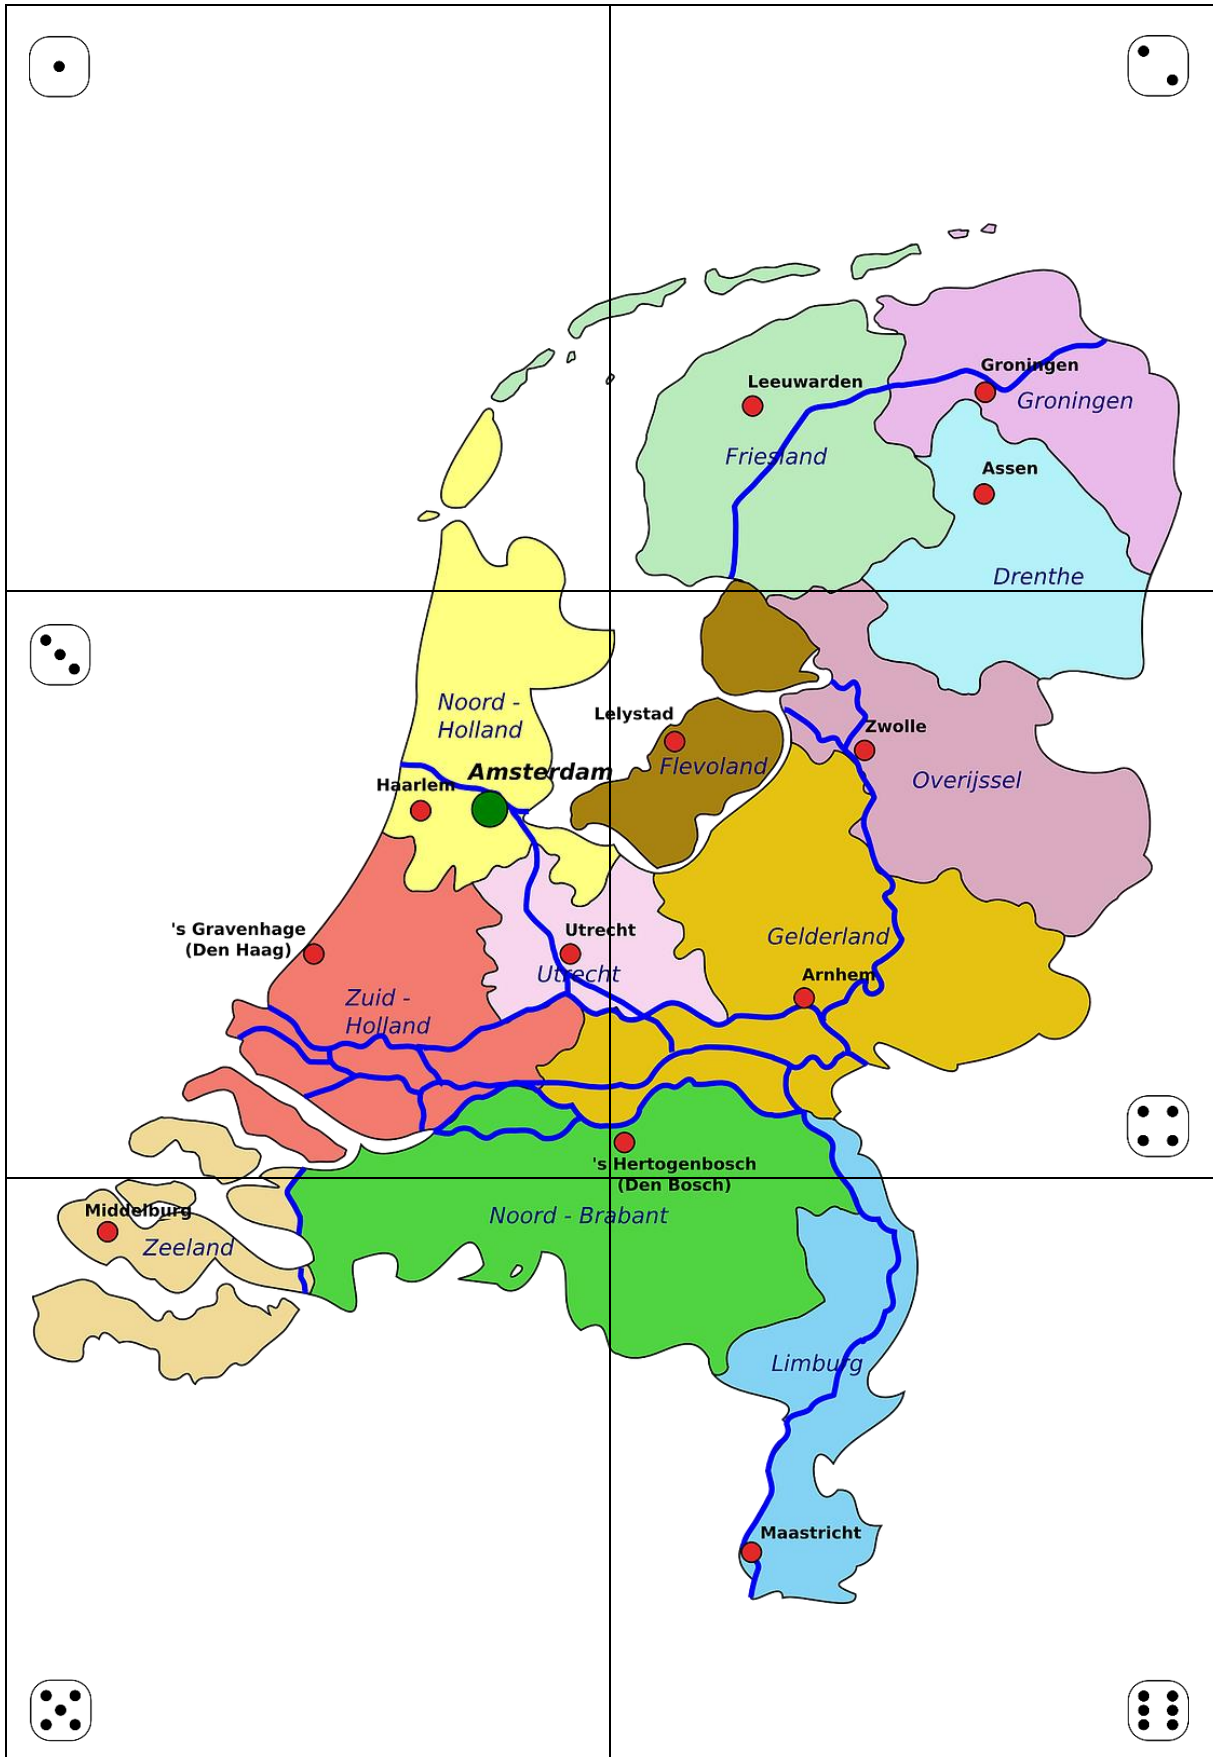 Groningen
Leeuwarden
Groningen
Friesland
Assen
Drenthe
Noord -
Holland
Lelystad
Zwolle
Flevoland
Amsterdam
Overijssel
Haarlem
's Gravenhage
(Den Haag)
Utrecht
Gelderland
Utrecht
Arnhem
Zuid -
Holland
's Hertogenbosch
(Den Bosch)
Middelburg
Noord - Brabant
Zeeland
Limburg
Maastricht